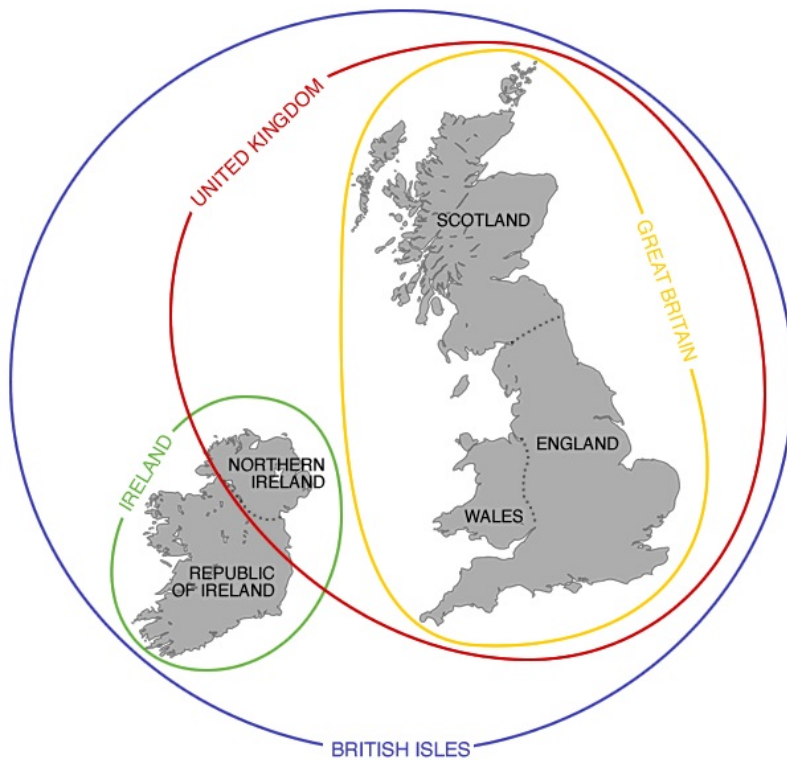 UNITED KINGDOM
SCOTLAND
GREAT BRITAIN
IRELAND
NORTHERN
IRELAND
ENGLAND
WALES
REPUBLIC
OF IRELAND
BRITISH ISLES